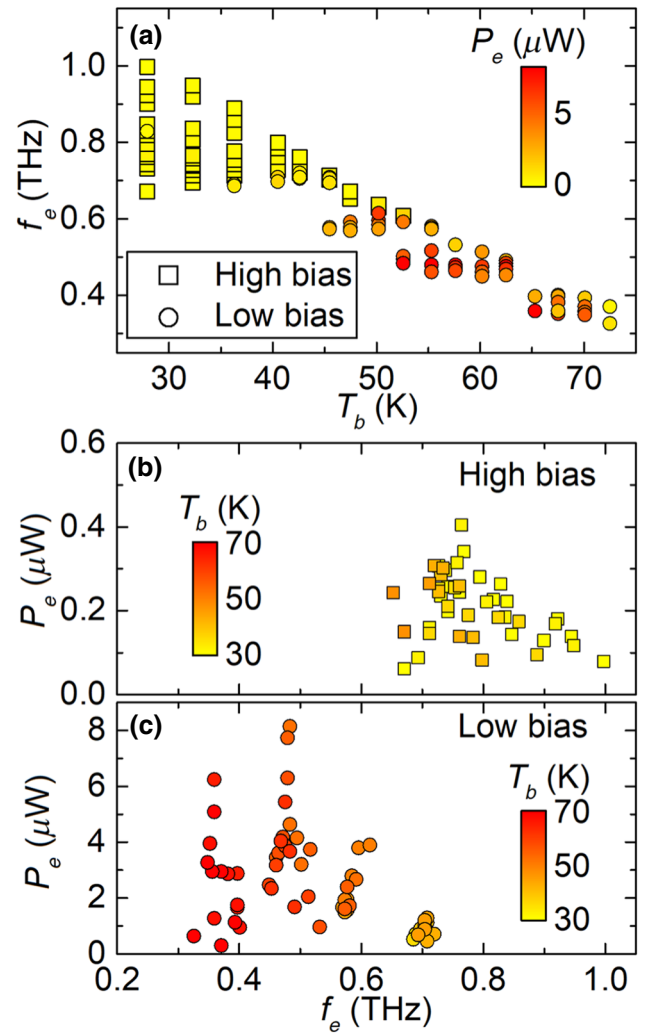 (a)
P_e (μW)
5
0
1.0
0.8
0.6
0.4
f_e (THz)
High bias
Low bias
30 40 50 60 70
T_b (K)
(b)
High bias
T_b (K)
70
50
30
0.6
0.4
0.2
0.0
P_e (μW)
(c)
Low bias
T_b (K)
70
50
30
8
6
4
2
0
P_e (μW)
0.2 0.4 0.6 0.8 1.0
f_e (THz)